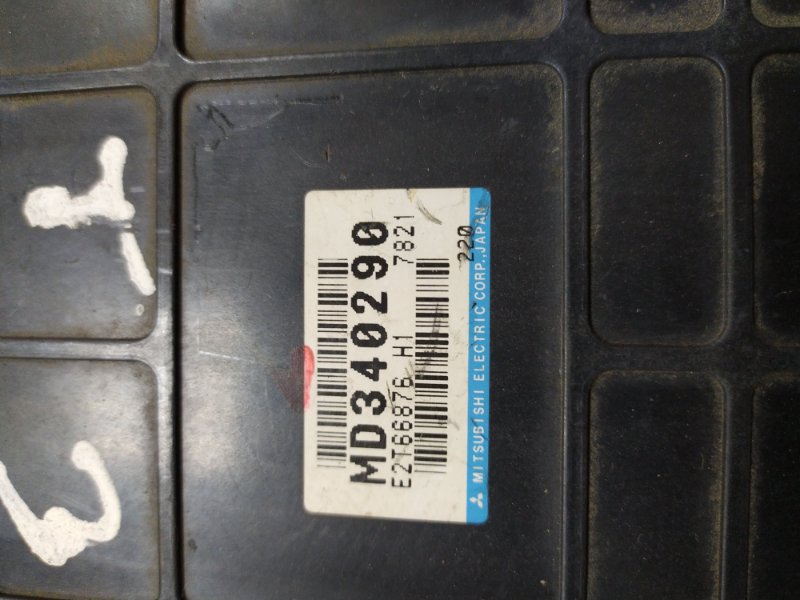 MD340290
E2T66876 H1 7821
220
MITSUBISHI ELECTRIC CORP., JAPAN